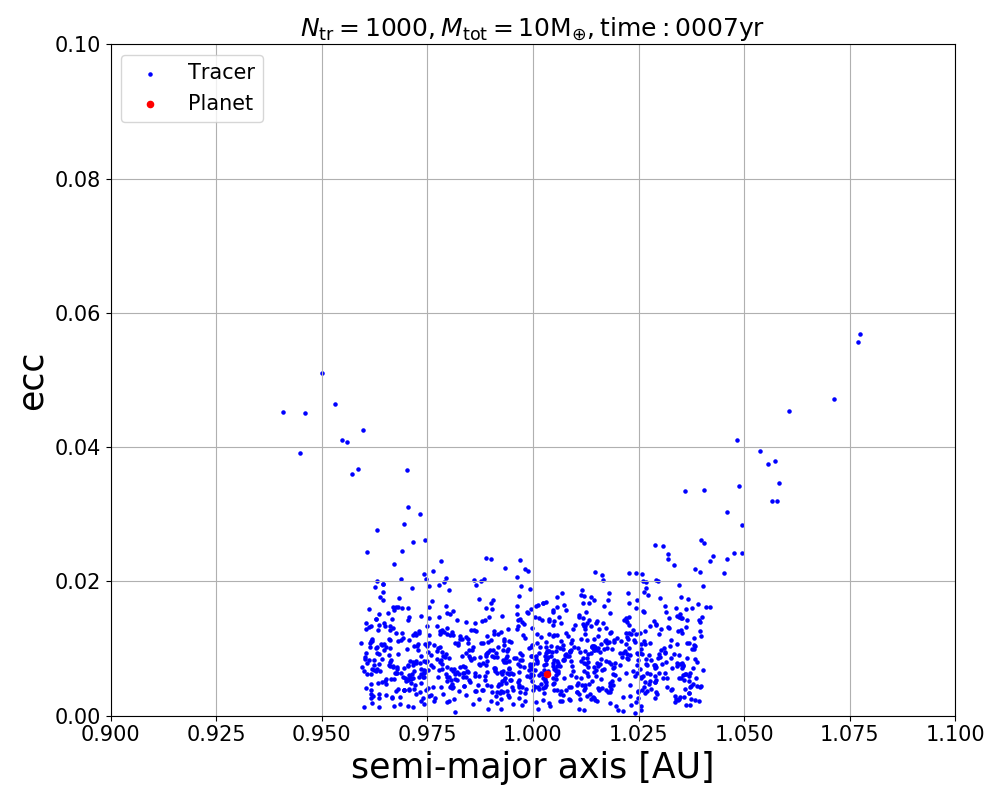 N_tr = 1000, M_tot = 10M_⊕, time : 0007yr
0.10
Tracer
Planet
0.08
0.06
ecc
0.04
0.02
0.00
0.900 0.925 0.950 0.975 1.000 1.025 1.050 1.075 1.100
semi-major axis [AU]